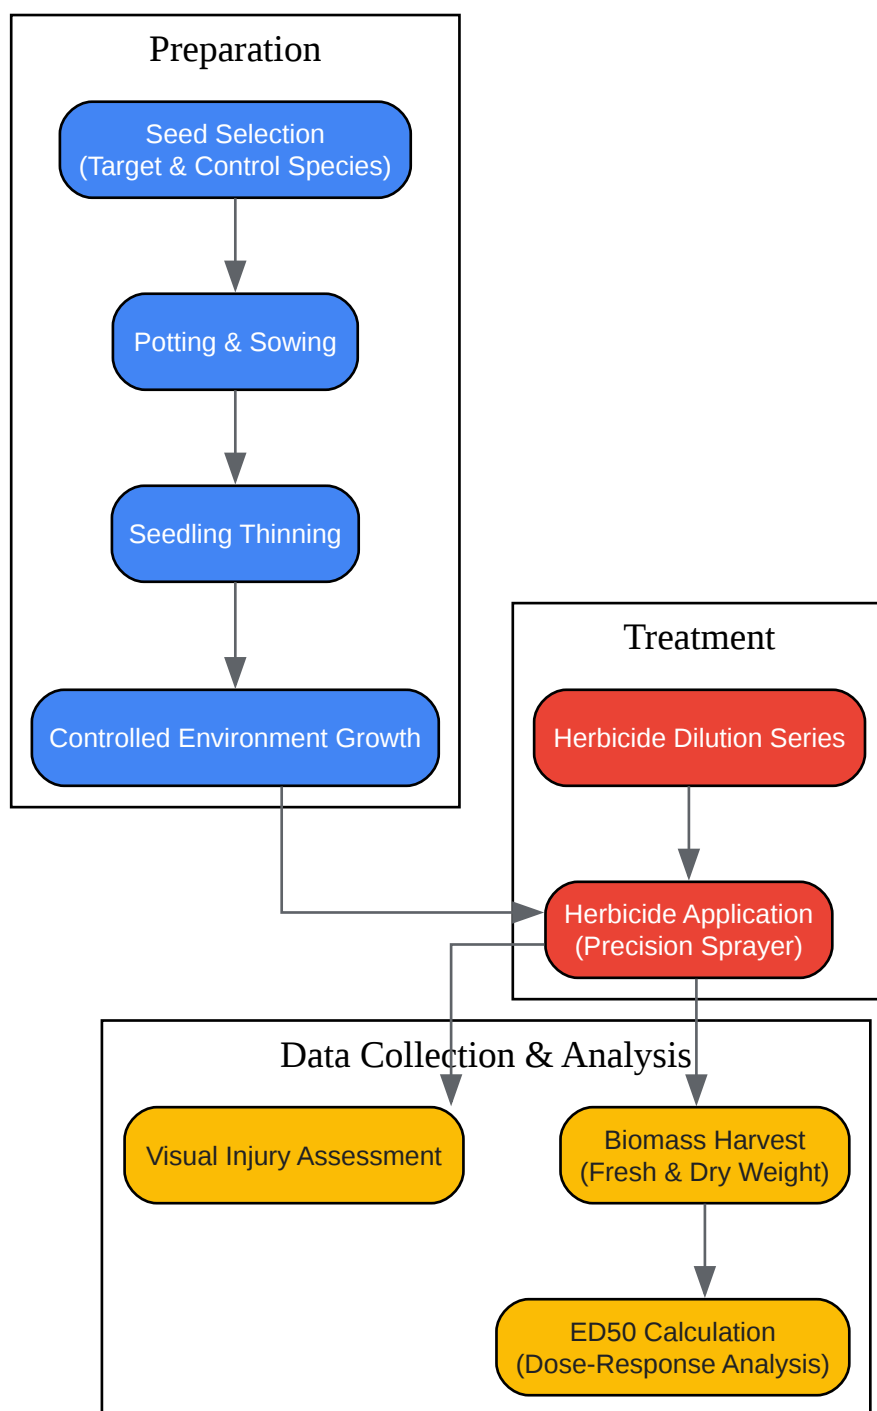 Preparation
Seed Selection
(Target & Control Species)
Potting & Sowing
Seedling Thinning
Controlled Environment Growth
Treatment
Herbicide Dilution Series
Herbicide Application
(Precision Sprayer)
Data Collection & Analysis
Visual Injury Assessment
Biomass Harvest
(Fresh & Dry Weight)
ED50 Calculation
(Dose-Response Analysis)